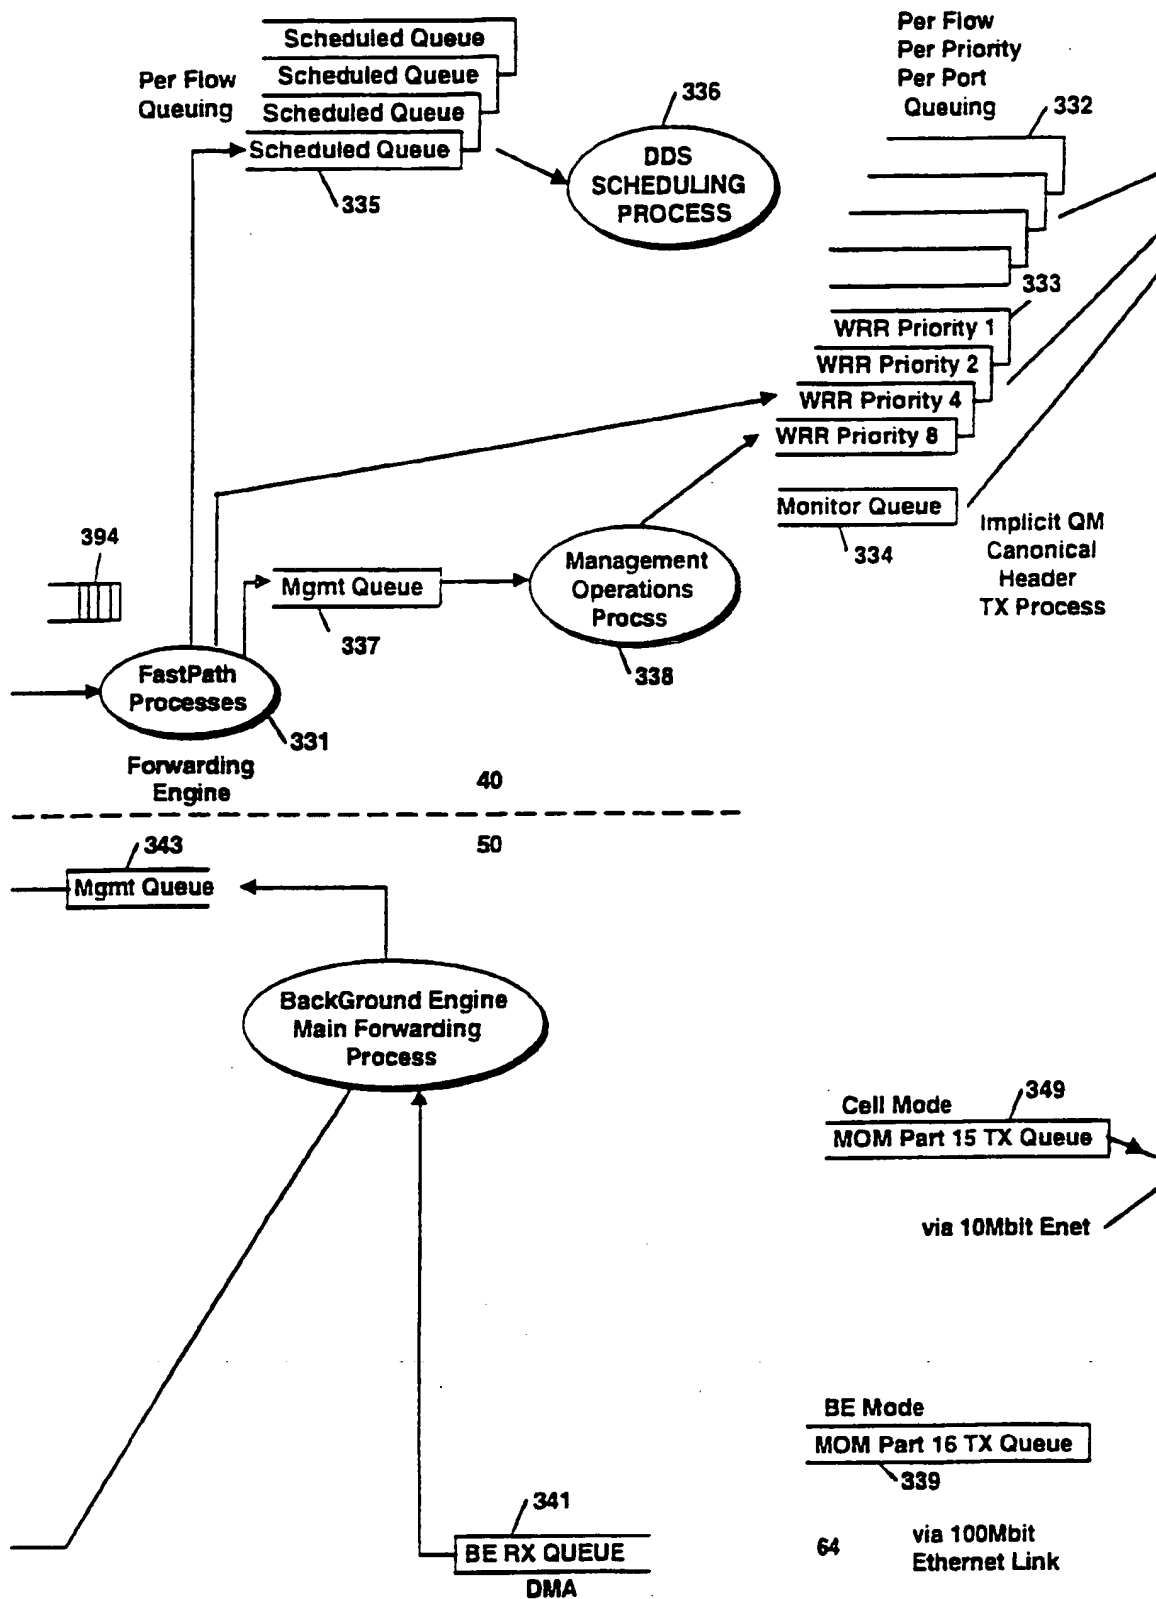 Per Flow
Per Priority
Per Port
Queuing
332
Scheduled Queue
Scheduled Queue
Scheduled Queue
Scheduled Queue
Per Flow
Queuing
335
336
DDS
SCHEDULING
PROCESS
333
WRR Priority 1
WRR Priority 2
WRR Priority 4
WRR Priority 8
Monitor Queue
334
Implicit QM
Canonical
Header
TX Process
394
Mgmt Queue
337
Management
Operations
Procss
338
FastPath
Processes
331
Forwarding
Engine
40
50
343
Mgmt Queue
BackGround Engine
Main Forwarding
Process
Cell Mode
349
MOM Part 15 TX Queue
via 10Mbit Enet
BE Mode
MOM Part 16 TX Queue
339
341
BE RX QUEUE
DMA
64
via 100Mbit
Ethernet Link